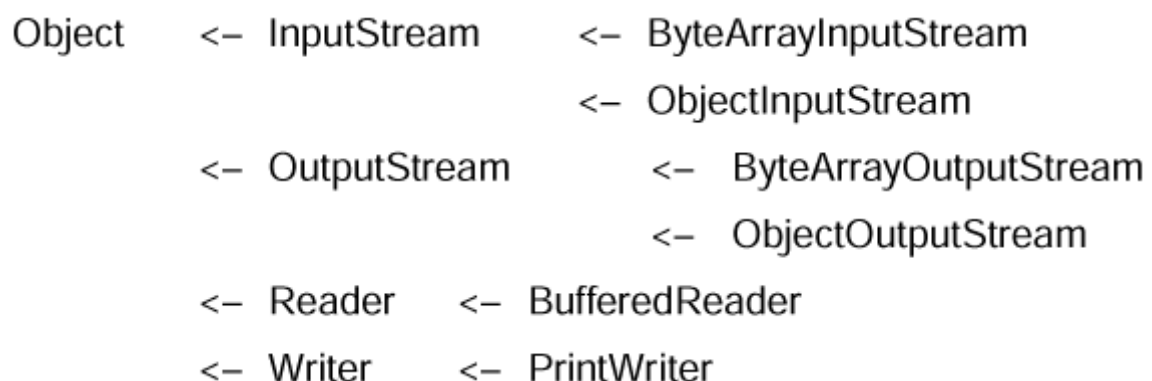 Object <– InputStream <– ByteArrayInputStream
<– ObjectInputStream
<– OutputStream <– ByteArrayOutputStream
<– ObjectOutputStream
<– Reader <– BufferedReader
<– Writer <– PrintWriter